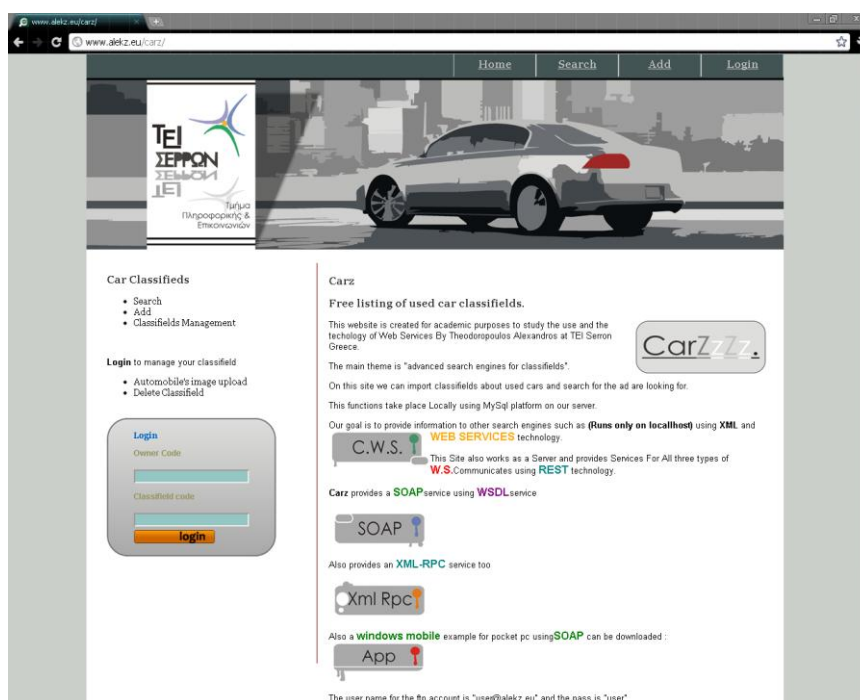 www.alekz.eu/carz/
www.alekz.eu/carz/
Home Search Add Login
TEI
ΣΕΡΡΩΝ
Τμήμα
Πληροφορικής &
Επικοινωνιών
Car Classifieds
Search
Add
Classifields Management
Login to manage your classifield
Automobile's image upload
Delete Classifield
Login
Owner Code
Classifield code
login
Carz
Free listing of used car classifields.
This website is created for academic purposes to study the use and the
techology of Web Services By Theodoropoulos Alexandros at TEI Serron
Greece.
CarZzZz.
The main theme is "advanced search engines for classifields".
On this site we can import classifields about used cars and search for the ad are looking for.
This functions take place Locally using MySql platform on our server.
Our goal is to provide information to other search engines such as (Runs only on locallhost) using XML and
WEB SERVICES technology.
C.W.S.
This Site also works as a Server and provides Services For All three types of
W.S.Communicates using REST technology.
Carz provides a SOAPservice using WSDLservice
SOAP
Also provides an XML-RPC service too
Xml Rpc
Also a windows mobile example for pocket pc usingSOAP can be downloaded :
App
The user name for the ftp account is "user@alekz.eu" and the pass is "user"